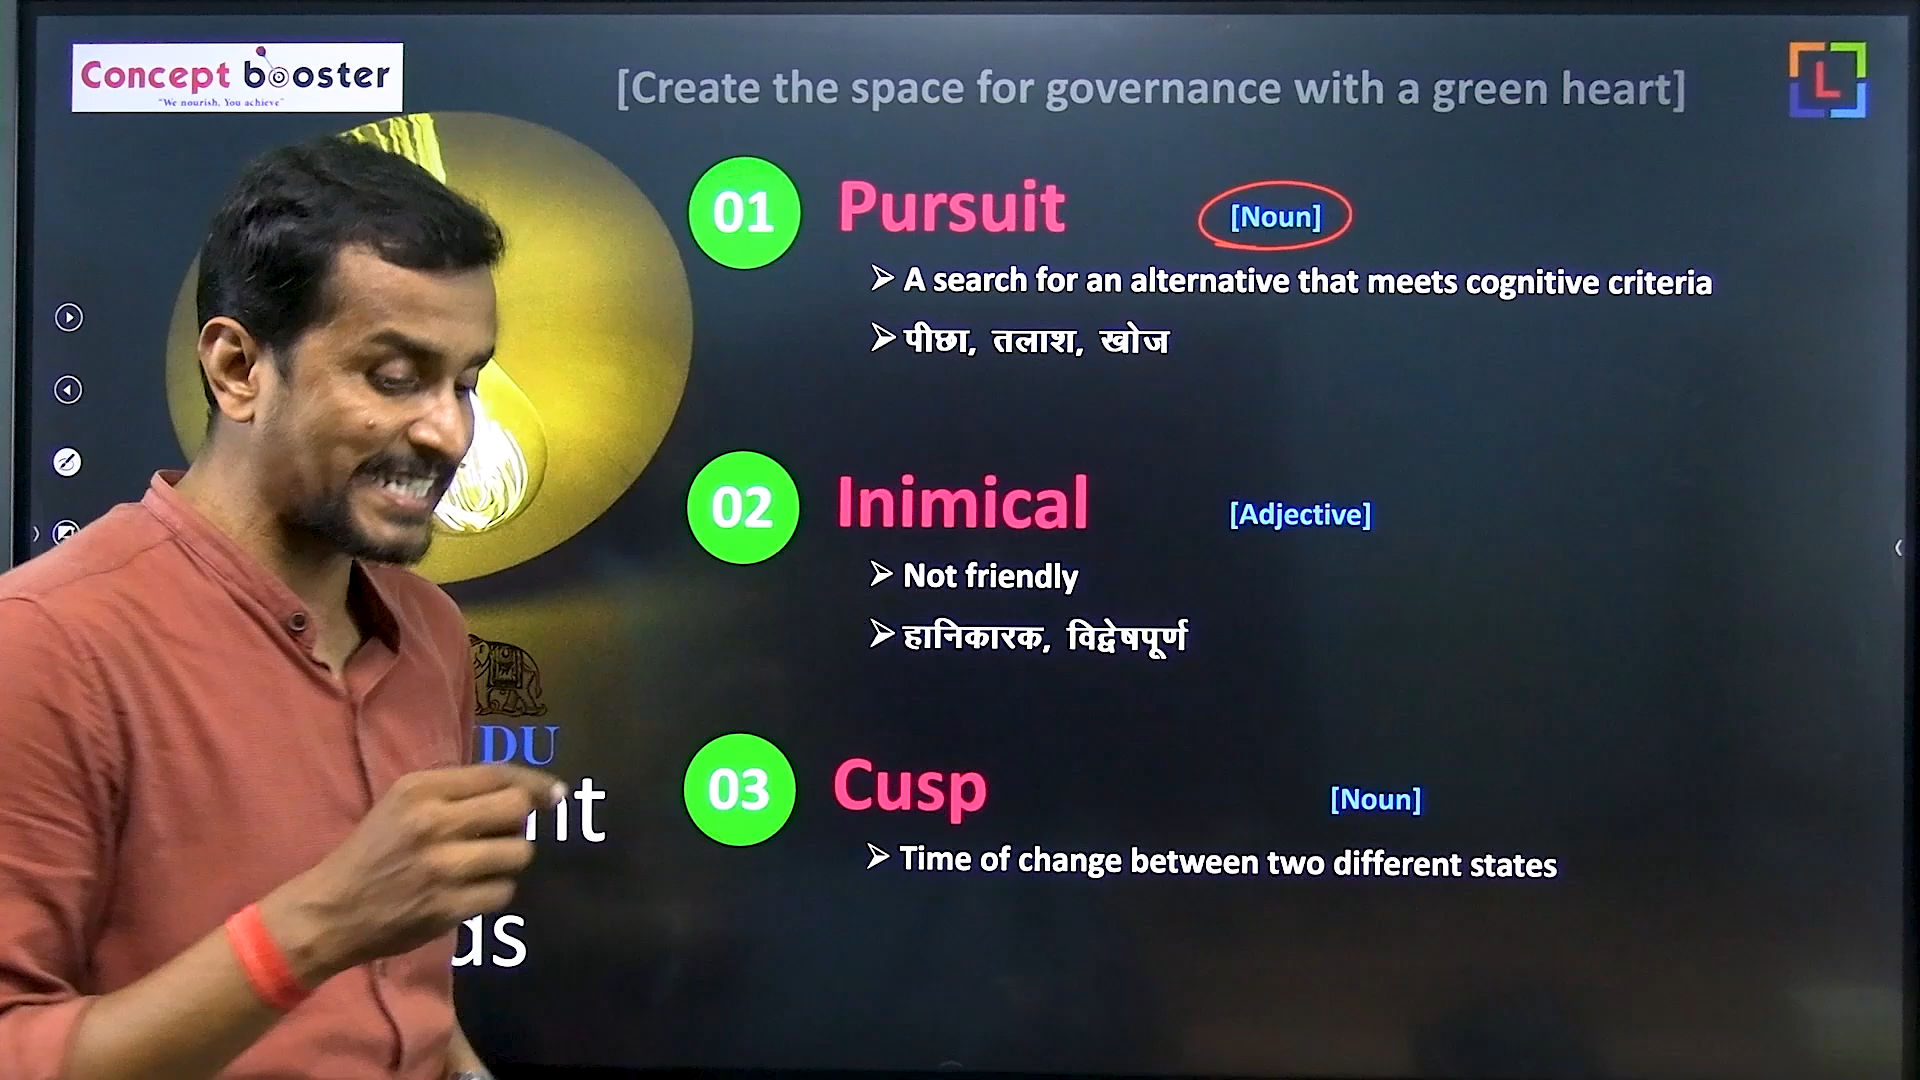 Concept booster
"We nourish, You achieve"
[Create the space for governance with a green heart]
L
01 Pursuit [Noun]
A search for an alternative that meets cognitive criteria
पीछा, तलाश, खोज
02 Inimical [Adjective]
Not friendly
हानिकारक, विद्वेषपूर्ण
03 Cusp [Noun]
Time of change between two different states